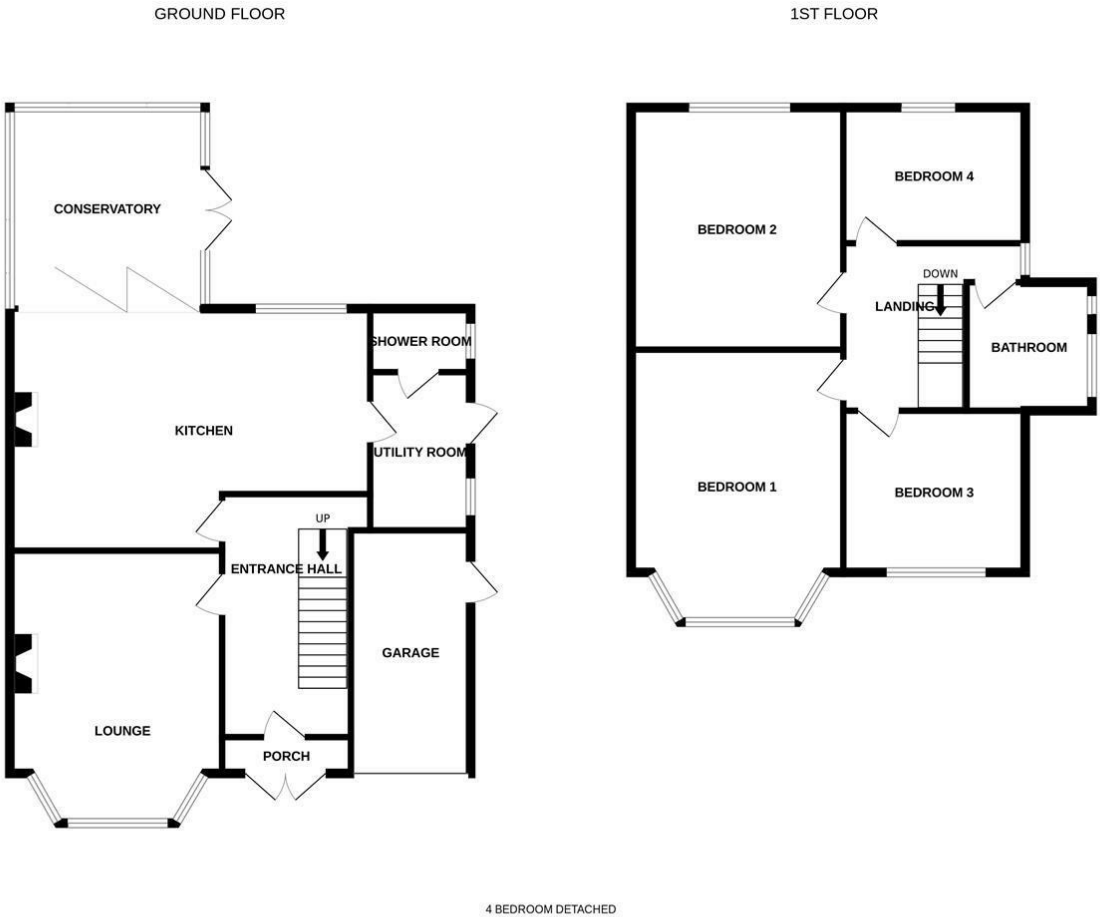 GROUND FLOOR
1ST FLOOR
CONSERVATORY
SHOWER ROOM
KITCHEN
UTILITY ROOM
UP
ENTRANCE HALL
GARAGE
LOUNGE
PORCH
BEDROOM 4
BEDROOM 2
DOWN
LANDING
BATHROOM
BEDROOM 1
BEDROOM 3
4 BEDROOM DETACHED